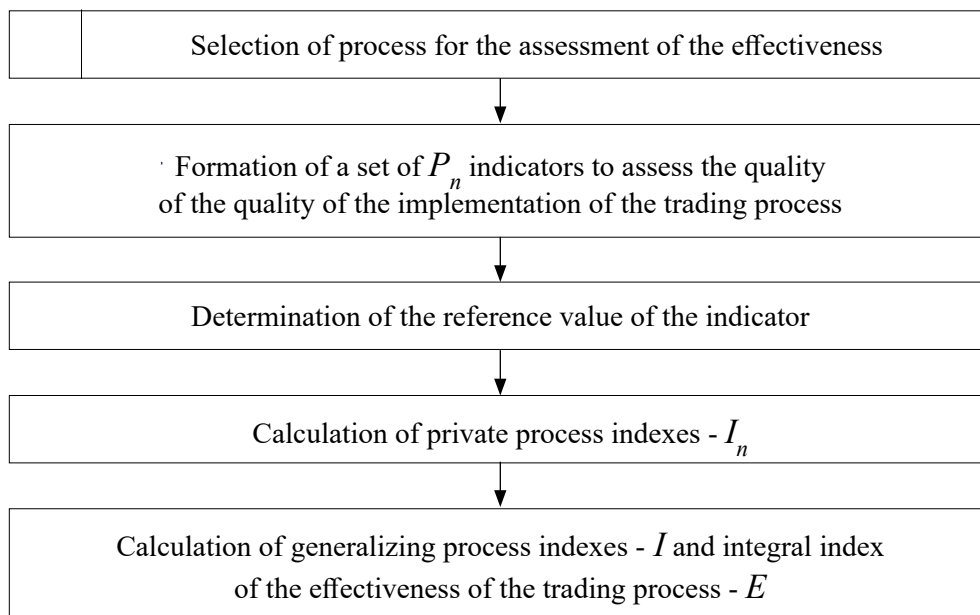 Selection of process for the assessment of the effectiveness
Formation of a set of Pₙ indicators to assess the quality
of the quality of the implementation of the trading process
Determination of the reference value of the indicator
Calculation of private process indexes - Iₙ
Calculation of generalizing process indexes - I and integral index
of the effectiveness of the trading process - E